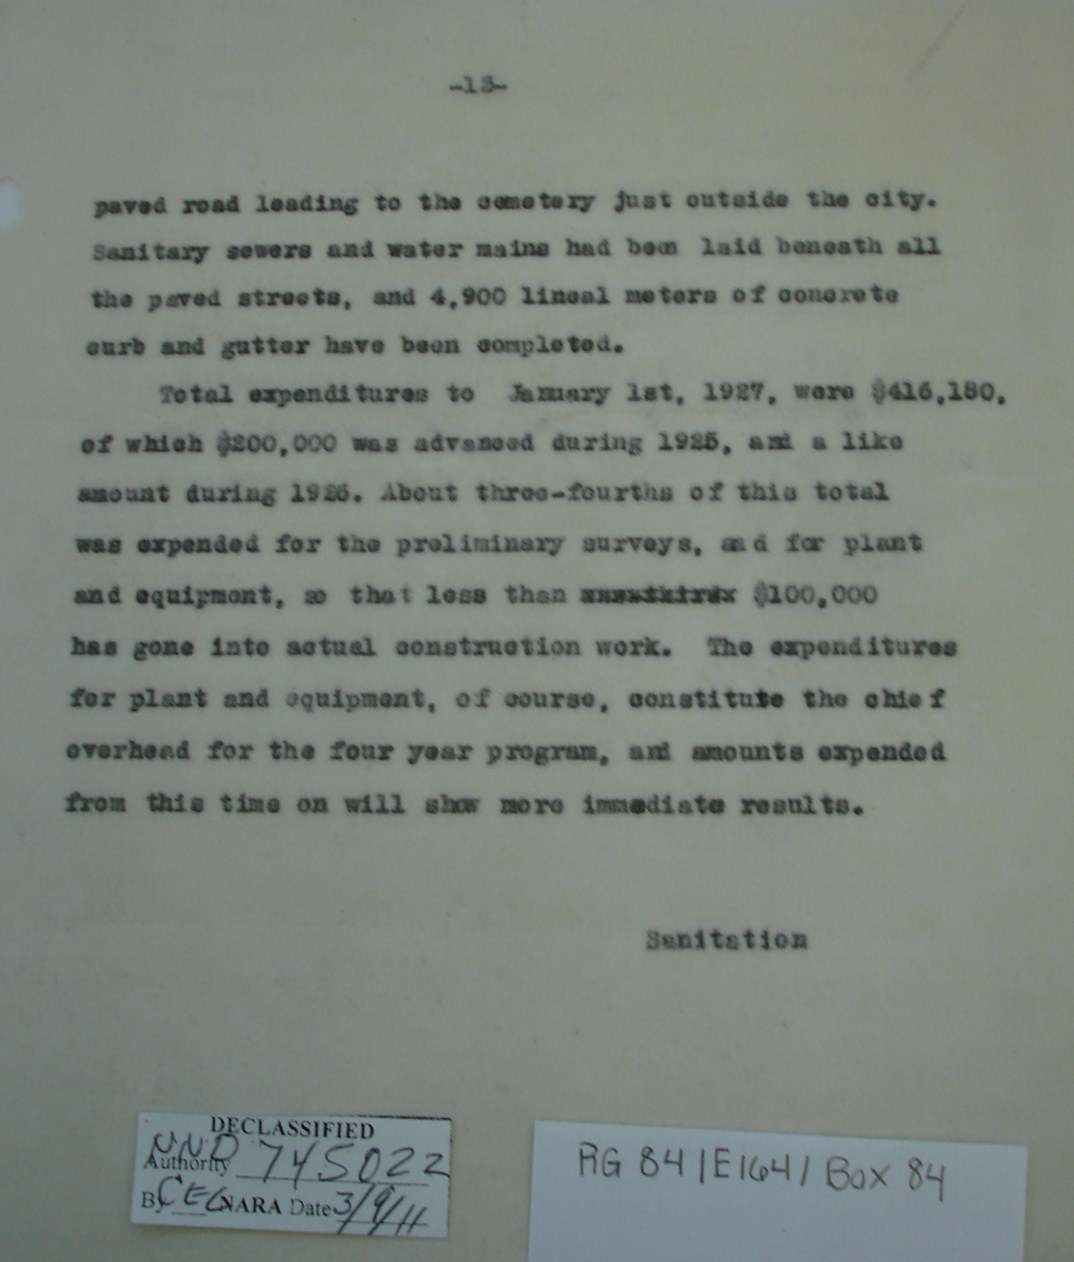 -15-
paved road leading to the cemetery just outside the city.
Sanitary sewers and water mains had been laid beneath all
the paved streets, and 4,900 lineal meters of concrete
curb and gutter have been completed.
Total expenditures to January 1st, 1927, were $416,180,
of which $200,000 was advanced during 1925, and a like
amount during 1926. About three-fourths of this total
was expended for the preliminary surveys, and for plant
and equipment, so that less than $100,000
has gone into actual construction work. The expenditures
for plant and equipment, of course, constitute the chief
overhead for the four year program, and amounts expended
from this time on will show more immediate results.
Sanitation
DECLASSIFIED
Authority NND 745022
By CEG NARA Date 3/9/11
RG 84/E164/Box 84